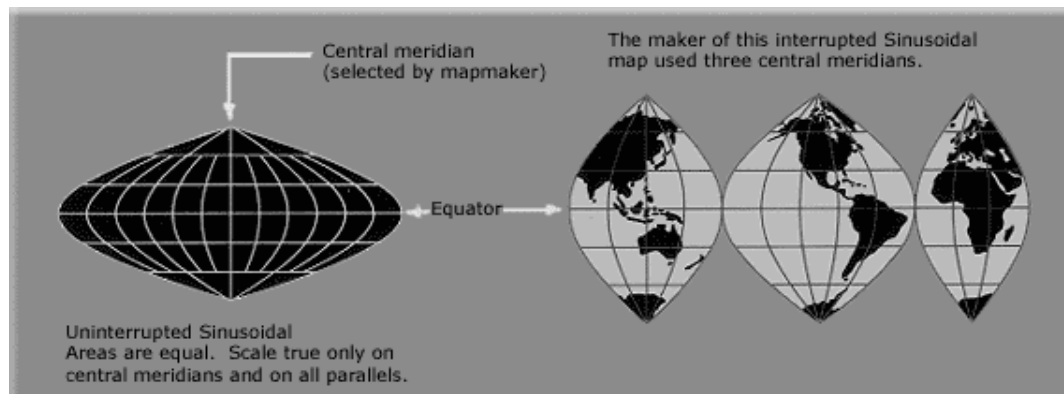 Central meridian
(selected by mapmaker)
The maker of this interrupted Sinusoidal
map used three central meridians.
Equator
Uninterrupted Sinusoidal
Areas are equal.  Scale true only on
central meridians and on all parallels.